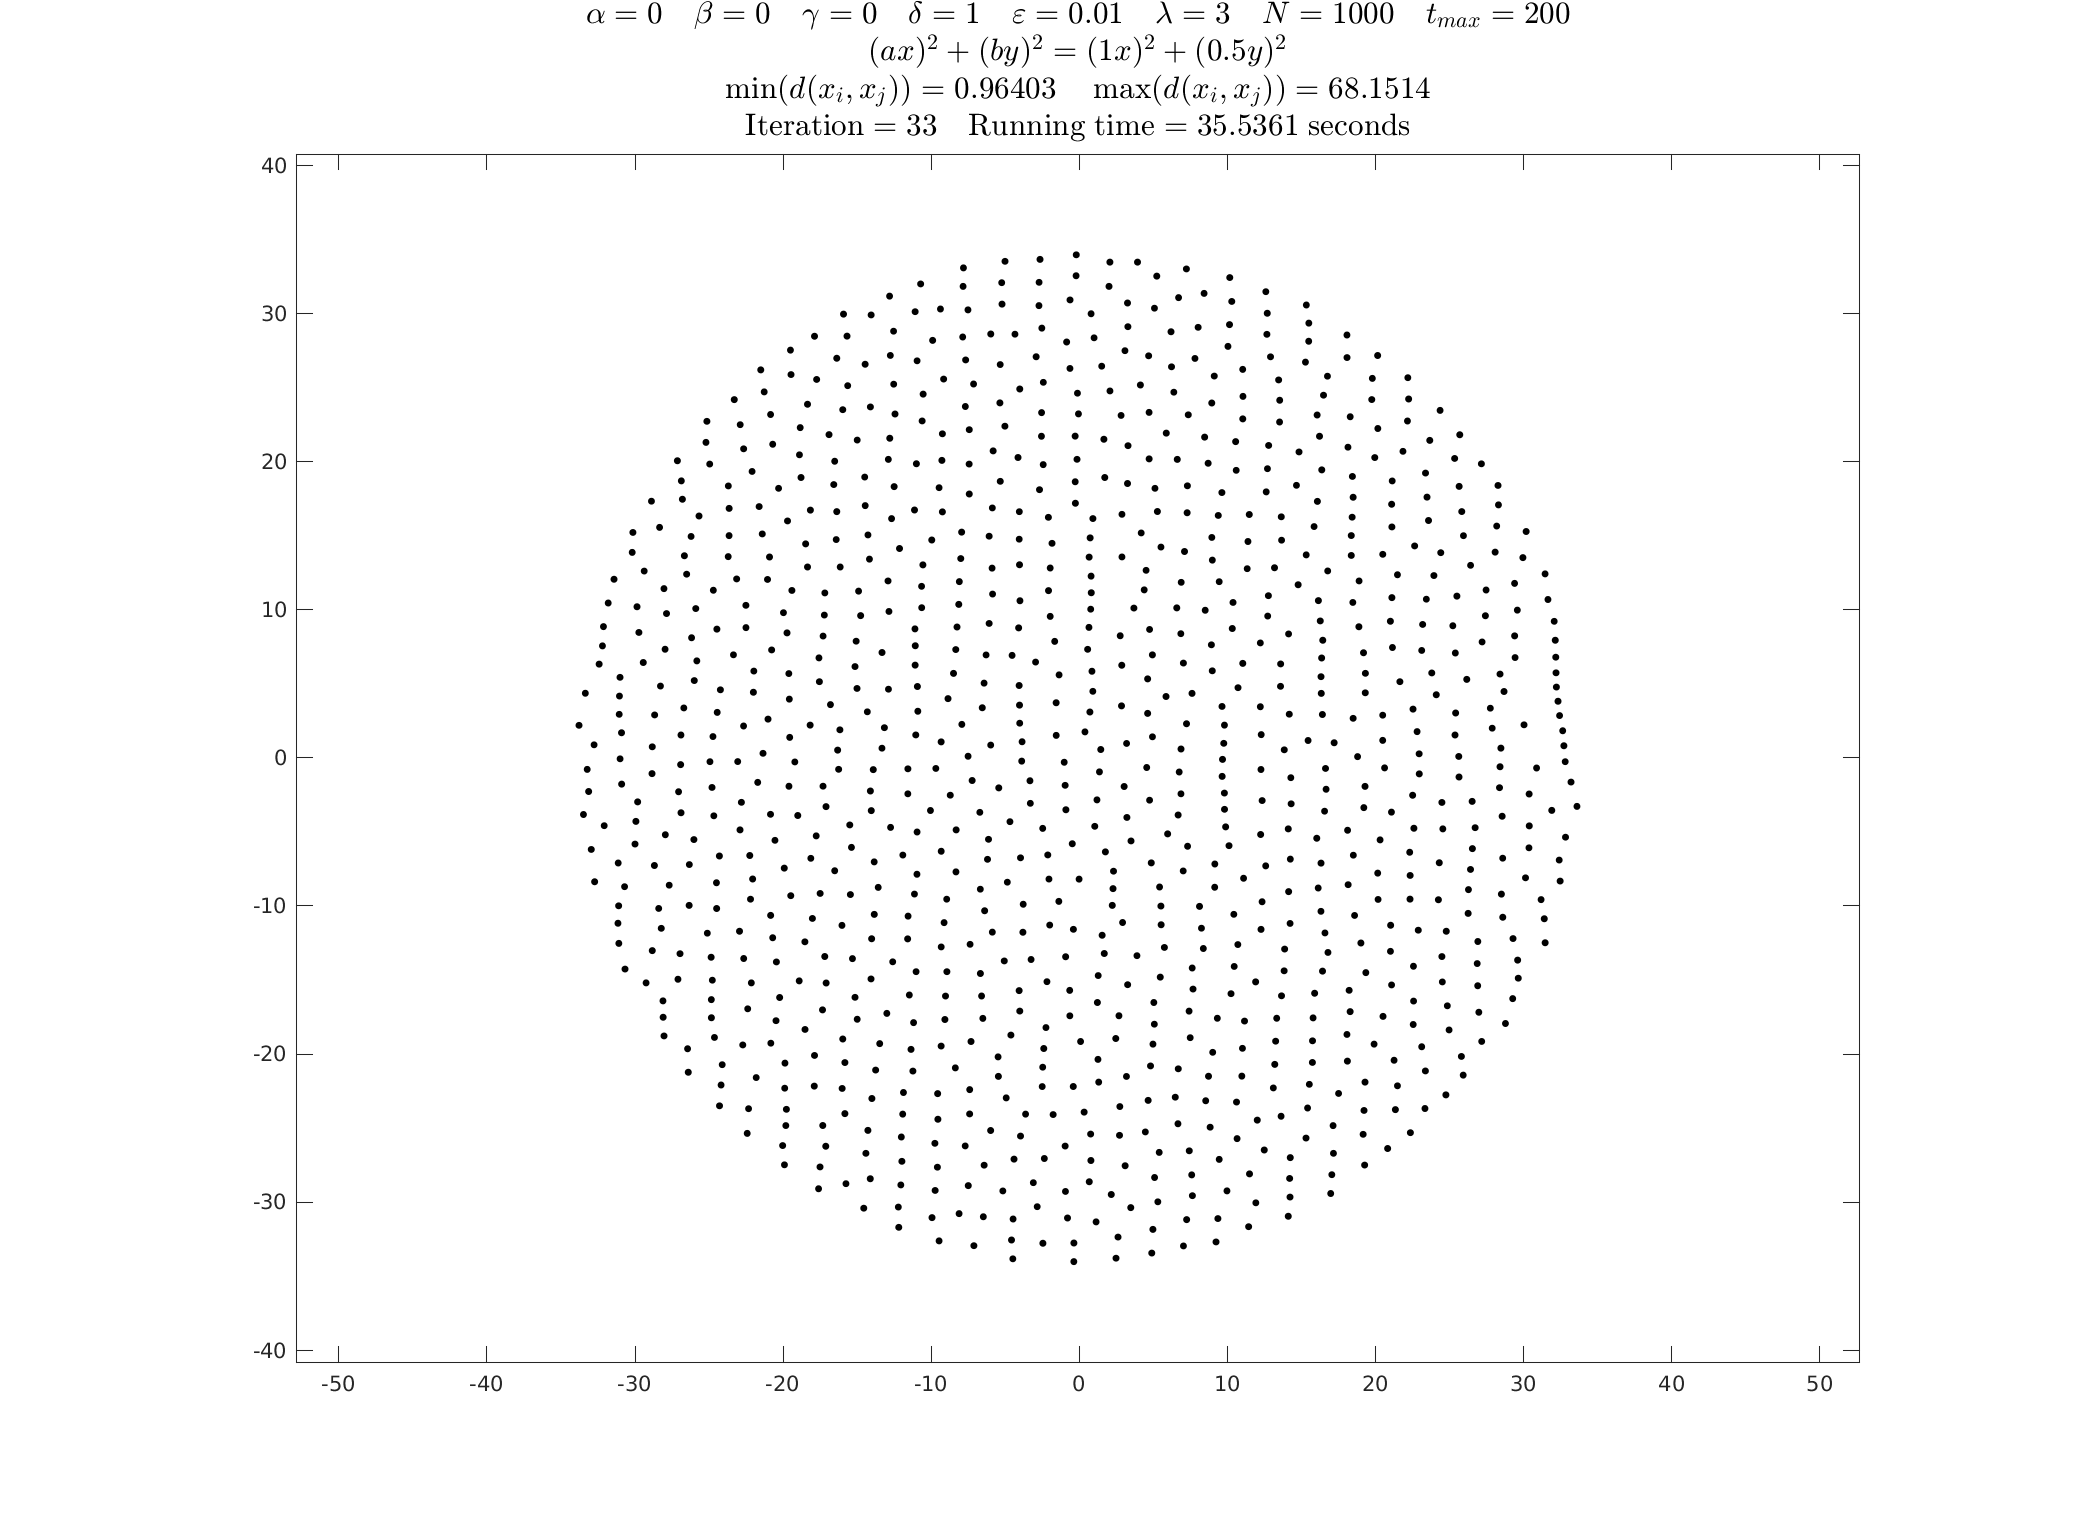 α = 0 β = 0 γ = 0 δ = 1 ε = 0.01 λ = 3 N = 1000 t_max = 200
(ax)² + (by)² = (1x)² + (0.5y)²
min(d(x_i, x_j)) = 0.96403 max(d(x_i, x_j)) = 68.1514
Iteration = 33 Running time = 35.5361 seconds
40
30
20
10
0
-10
-20
-30
-40
-50 -40 -30 -20 -10 0 10 20 30 40 50